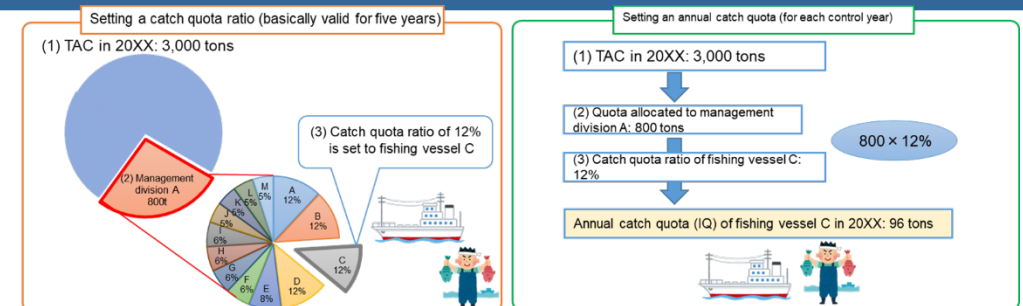 Setting a catch quota ratio (basically valid for five years)
(1) TAC in 20XX: 3,000 tons
(2) Management
division A
800t
(3) Catch quota ratio of 12%
is set to fishing vessel C
A
12%
B
12%
C
12%
D
12%
E
8%
F
6%
G
6%
H
6%
I
6%
J
5%
K
5%
L
5%
M
5%
Setting an annual catch quota (for each control year)
(1) TAC in 20XX: 3,000 tons
(2) Quota allocated to management
division A: 800 tons
(3) Catch quota ratio of fishing vessel C:
12%
800 × 12%
Annual catch quota (IQ) of fishing vessel C in 20XX: 96 tons